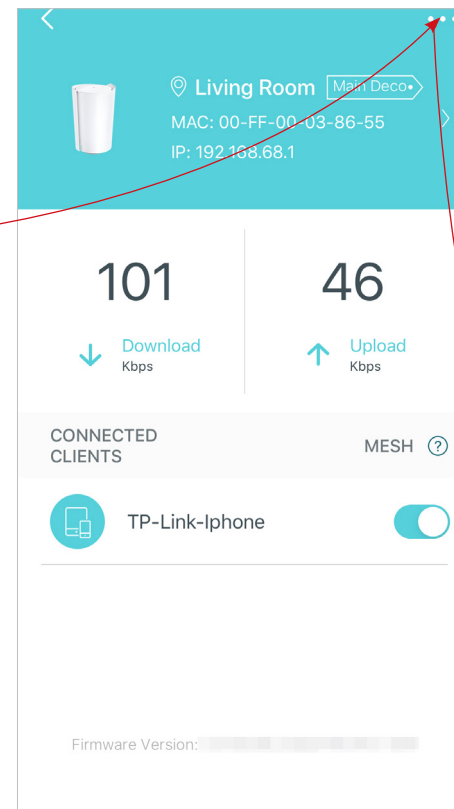 Living Room Main Deco
MAC: 00-FF-00-03-86-55
IP: 192.168.68.1
101 46
Download Upload
Kbps Kbps
CONNECTED
CLIENTS
MESH ?
TP-Link-Iphone
Firmware Version: